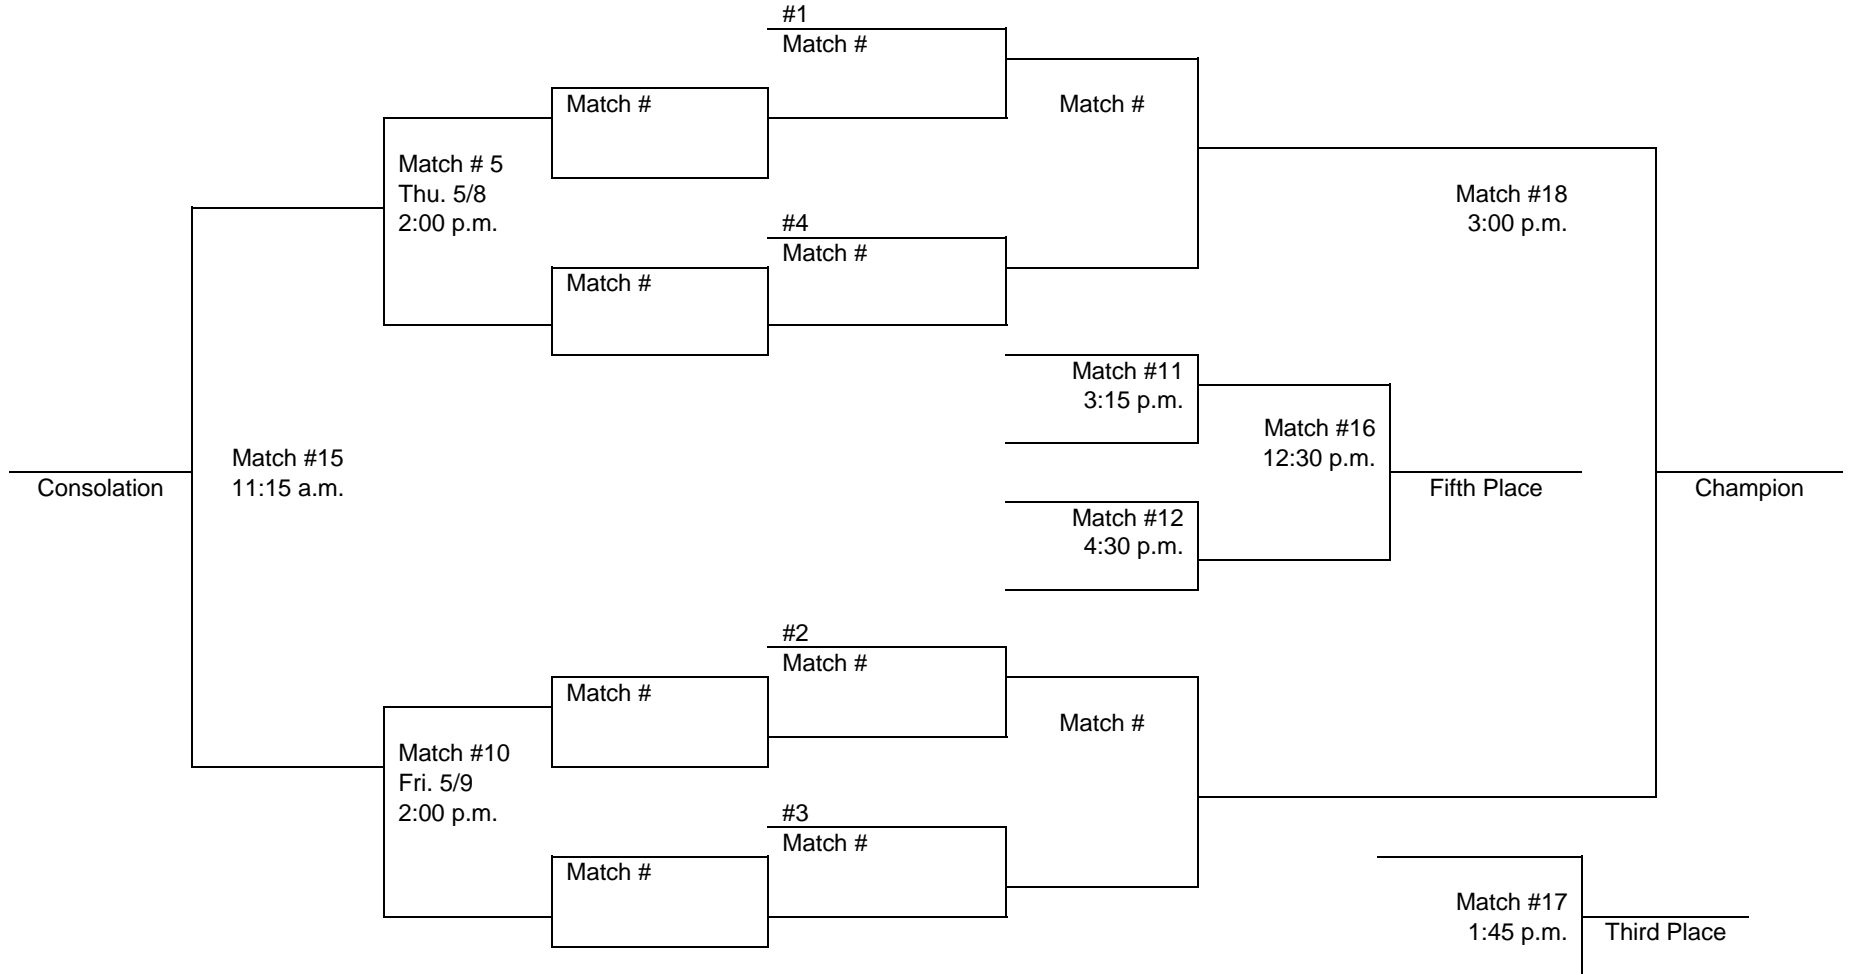 #1
Match #
Match #
Match #
Match # 5
Thu. 5/8
2:00 p.m.
Match #18
3:00 p.m.
#4
Match #
Match #
Match #11
3:15 p.m.
Match #16
12:30 p.m.
Match #15
11:15 a.m.
Consolation
Fifth Place
Champion
Match #12
4:30 p.m.
#2
Match #
Match #
Match #
Match #10
Fri. 5/9
2:00 p.m.
#3
Match #
Match #
Match #17
1:45 p.m.
Third Place